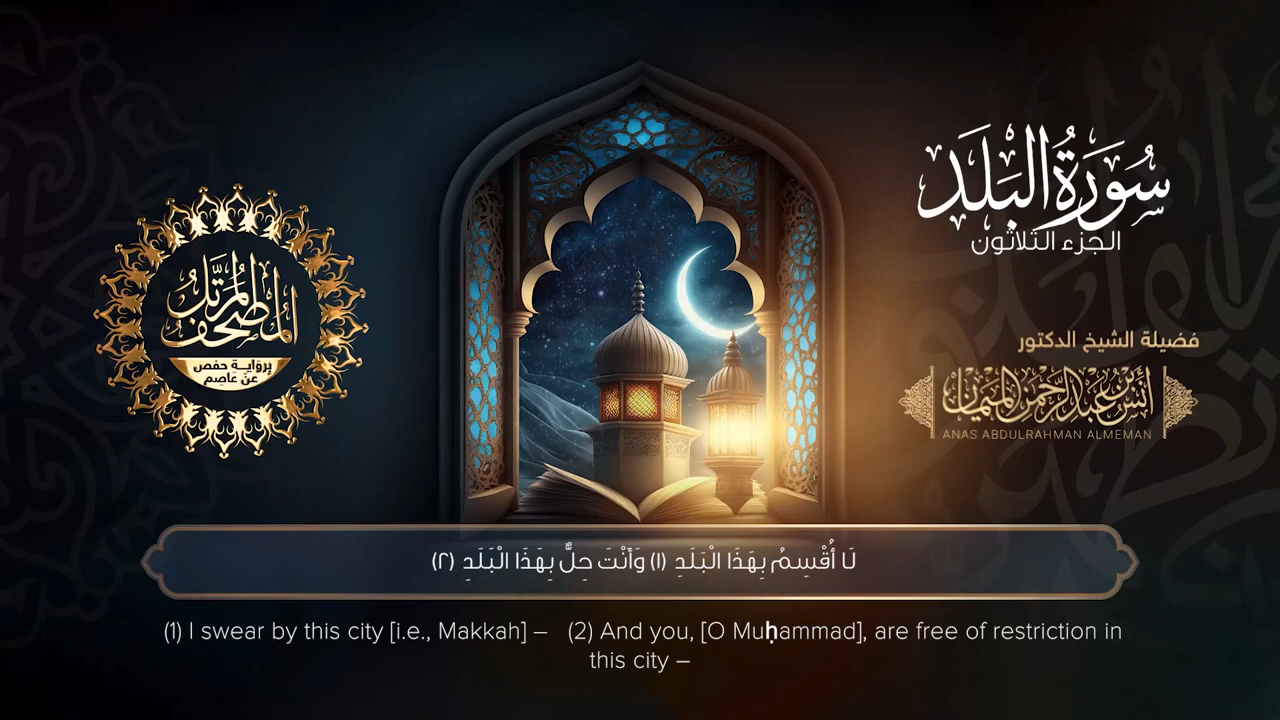 سُورَةُ البَلَد
الجزء الثلاثون
المصحف المرتل
برواية حفص
عن عاصم
فضيلة الشيخ الدكتور
أنس بن عبدالرحمن الميمان
ANAS ABDULRAHMAN ALMEMAN
لَا أُقْسِمُ بِهَذَا الْبَلَدِ (١) وَأَنْتَ حِلٌّ بِهَذَا الْبَلَدِ (٢)
(1) I swear by this city [i.e., Makkah] – (2) And you, [O Muḥammad], are free of restriction in
this city –